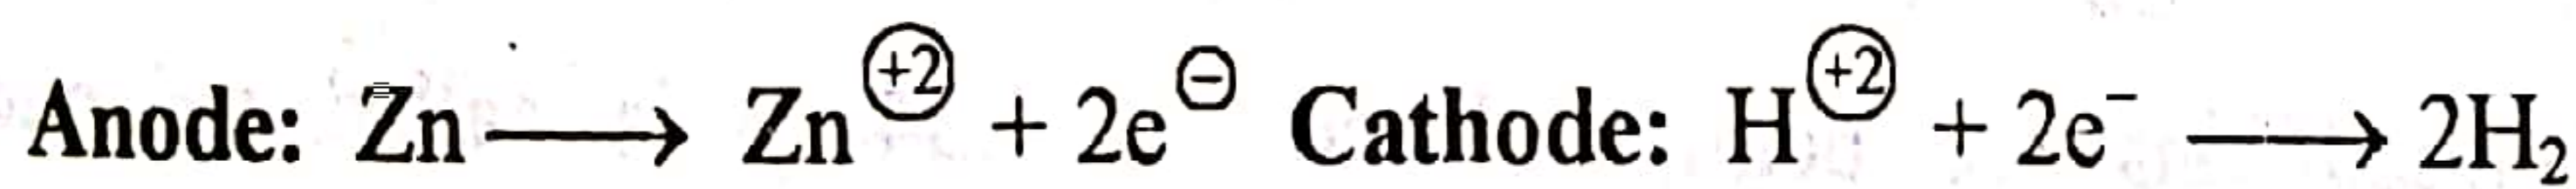 Anode: Zn ⟶ Zn^(+2) + 2e^⊖ Cathode: H^(+2) + 2e⁻ ⟶ 2H₂